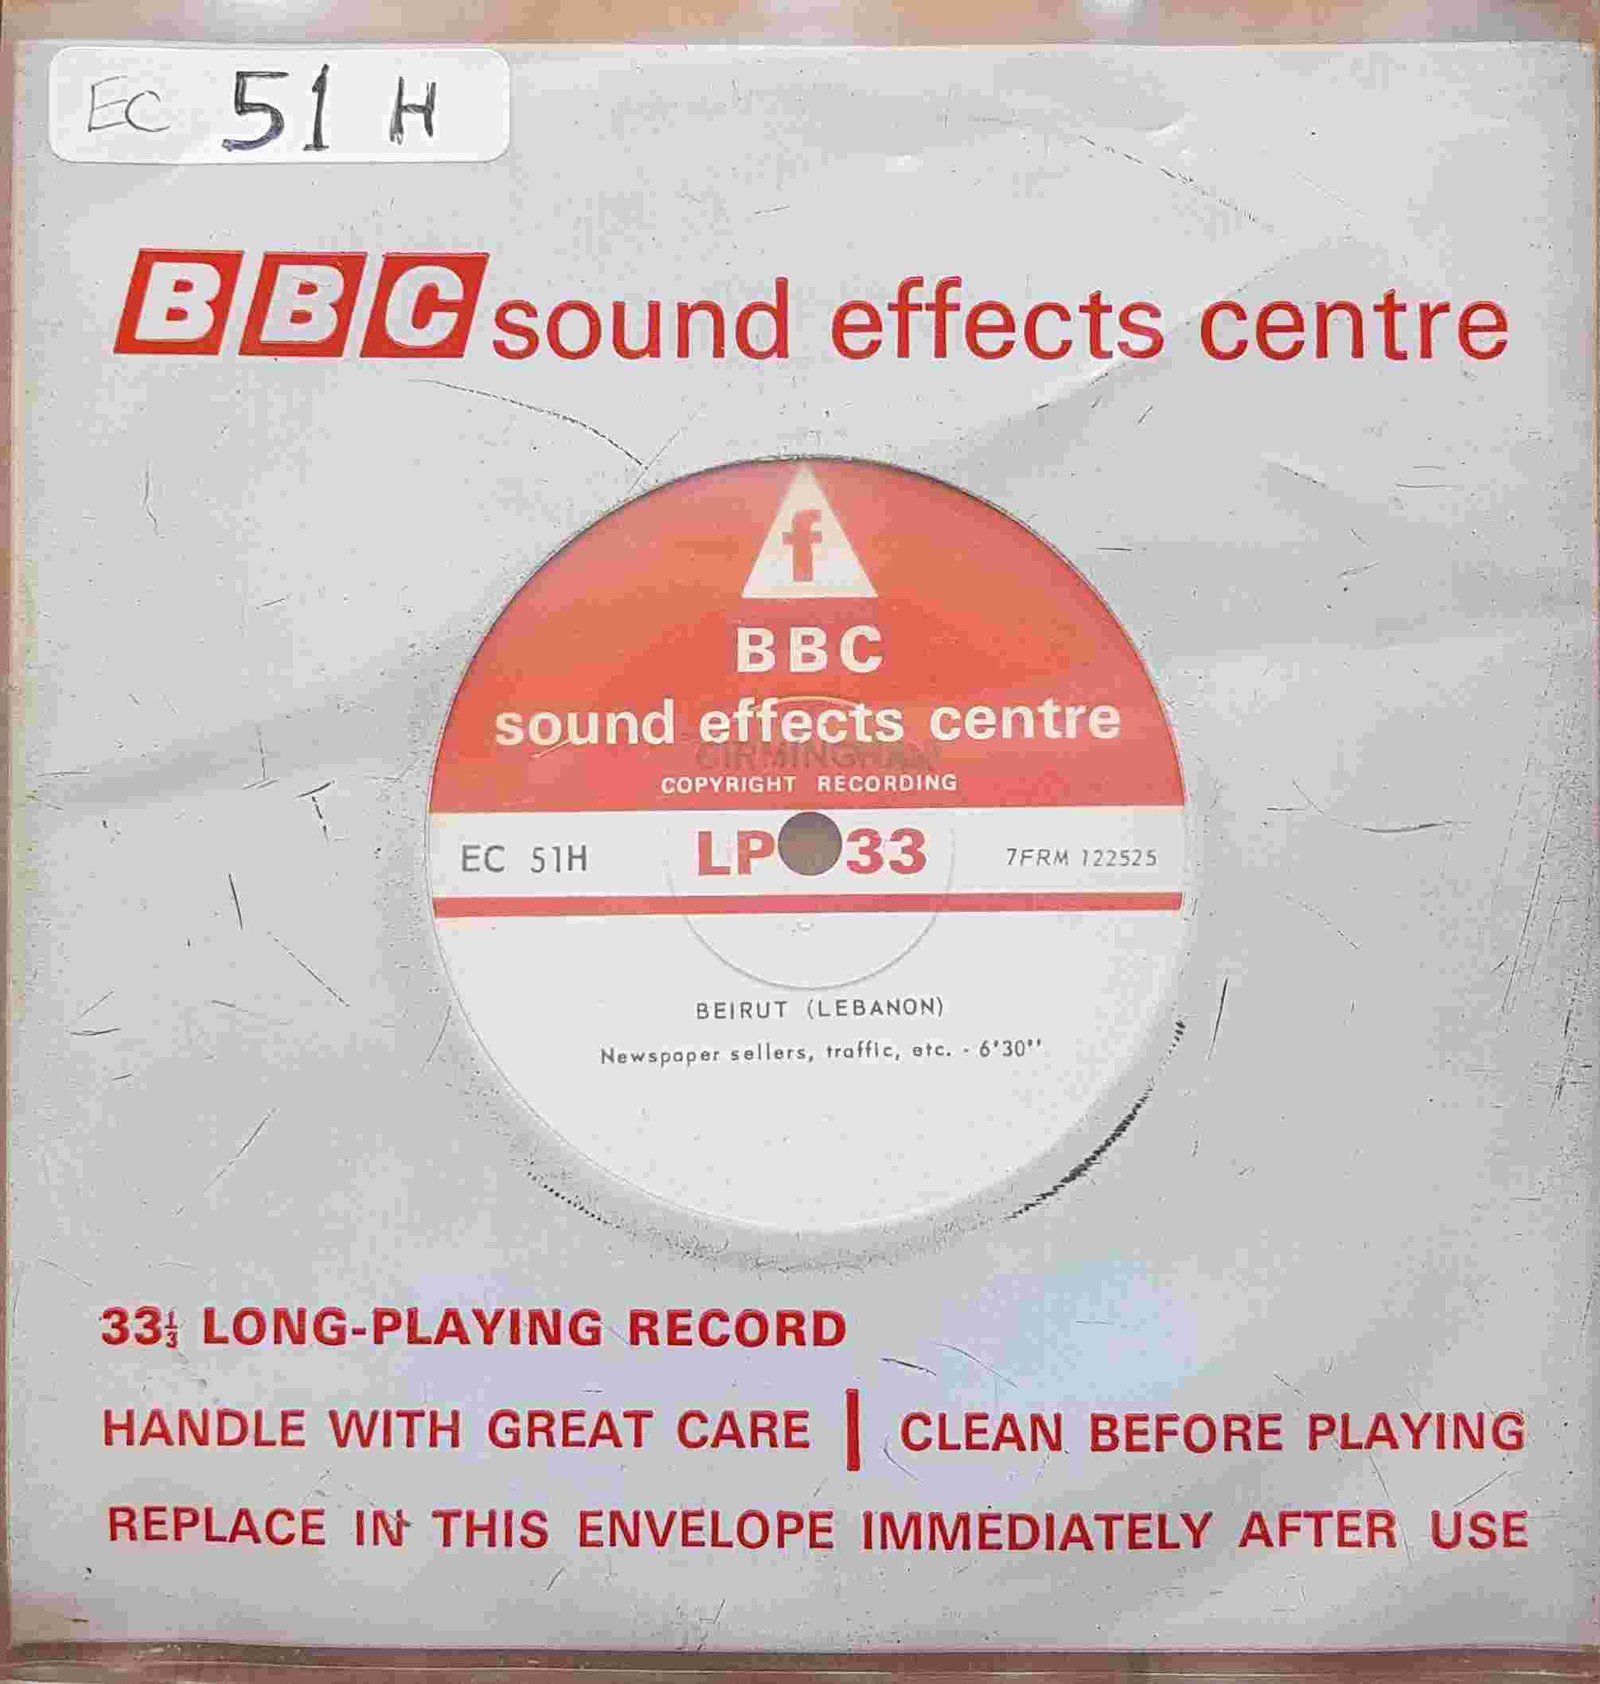 EC 51 H
BBC sound effects centre
f
BBC
sound effects centre
COPYRIGHT RECORDING
EC 51H LP 33 7FRM 122525
BEIRUT (LEBANON)
Newspaper sellers, traffic, etc. - 6'30''
33⅓ LONG-PLAYING RECORD
HANDLE WITH GREAT CARE | CLEAN BEFORE PLAYING
REPLACE IN THIS ENVELOPE IMMEDIATELY AFTER USE